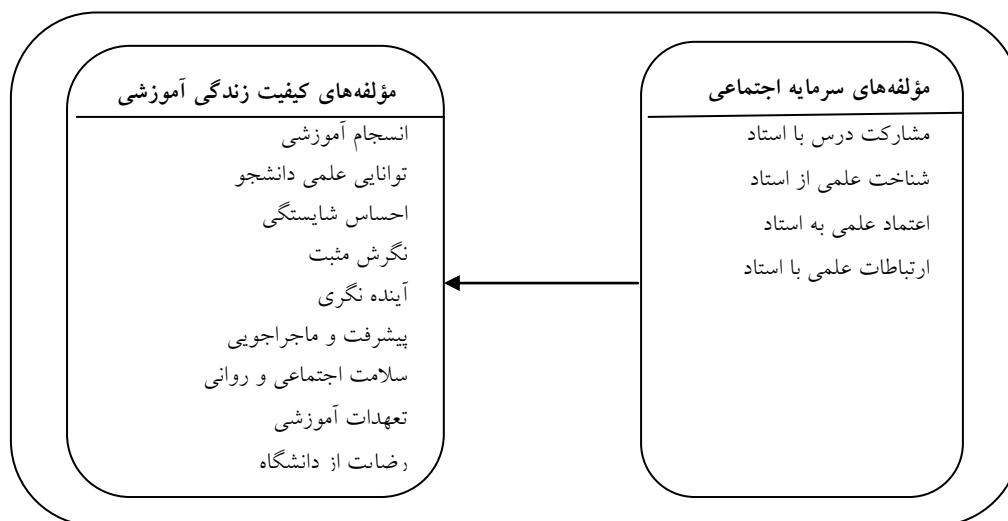 مؤلفه‌های سرمایه اجتماعی
مشارکت درس با استاد
شناخت علمی از استاد
اعتماد علمی به استاد
ارتباطات علمی با استاد
مؤلفه‌های کیفیت زندگی آموزشی
انسجام آموزشی
توانایی علمی دانشجو
احساس شایستگی
نگرش مثبت
آینده نگری
پیشرفت و ماجراجویی
سلامت اجتماعی و روانی
تعهدات آموزشی
رضایت از دانشگاه